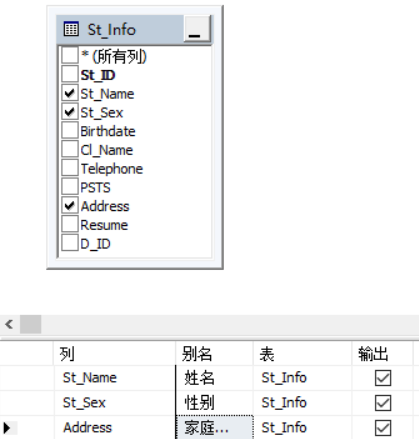 St_Info
* (所有列)
St_ID
St_Name
St_Sex
Birthdate
Cl_Name
Telephone
PSTS
Address
Resume
D_ID
列 别名 表 输出
St_Name 姓名 St_Info
St_Sex 性别 St_Info
Address 家庭... St_Info